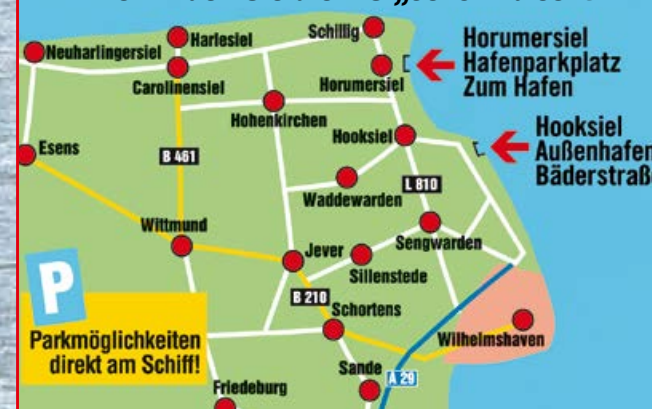 Schillig
Harlesiel
Neuharlingersiel
Carolinensiel
Horumersiel
Horumersiel
Hafenparkplatz
Zum Hafen
Hohenkirchen
Hooksiel
Hooksiel
Außenhafen
Bäderstraß
Esens
B 461
Waddewarden
L 810
Wittmund
Sengwarden
Jever
Sillenstede
P
B 210
Schortens
Parkmöglichkeiten
direkt am Schiff!
Wilhelmshaven
Sande
A 29
Friedeburg